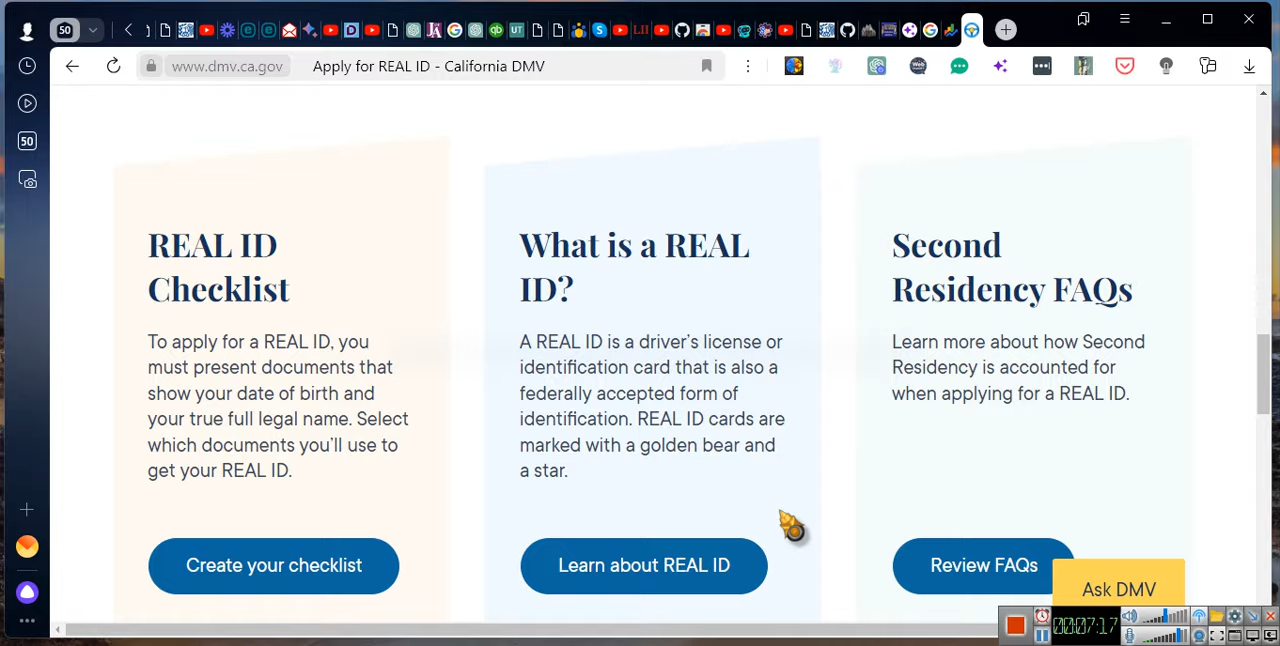 50
www.dmv.ca.gov
Apply for REAL ID - California DMV
50
REAL ID
Checklist
To apply for a REAL ID, you
must present documents that
show your date of birth and
your true full legal name. Select
which documents you'll use to
get your REAL ID.
Create your checklist
What is a REAL
ID?
A REAL ID is a driver's license or
identification card that is also a
federally accepted form of
identification. REAL ID cards are
marked with a golden bear and
a star.
Learn about REAL ID
Second
Residency FAQs
Learn more about how Second
Residency is accounted for
when applying for a REAL ID.
Review FAQs
Ask DMV
00:07:17